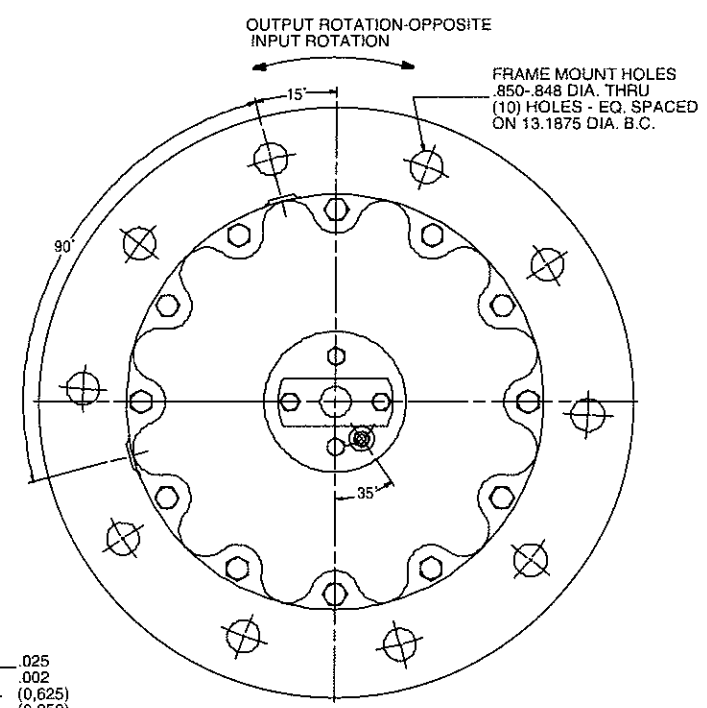 OUTPUT ROTATION-OPPOSITE
INPUT ROTATION
15°
FRAME MOUNT HOLES
.850-.848 DIA. THRU
(10) HOLES - EQ. SPACED
ON 13.1875 DIA. B.C.
90°
35°
.025
.002
(0,625)